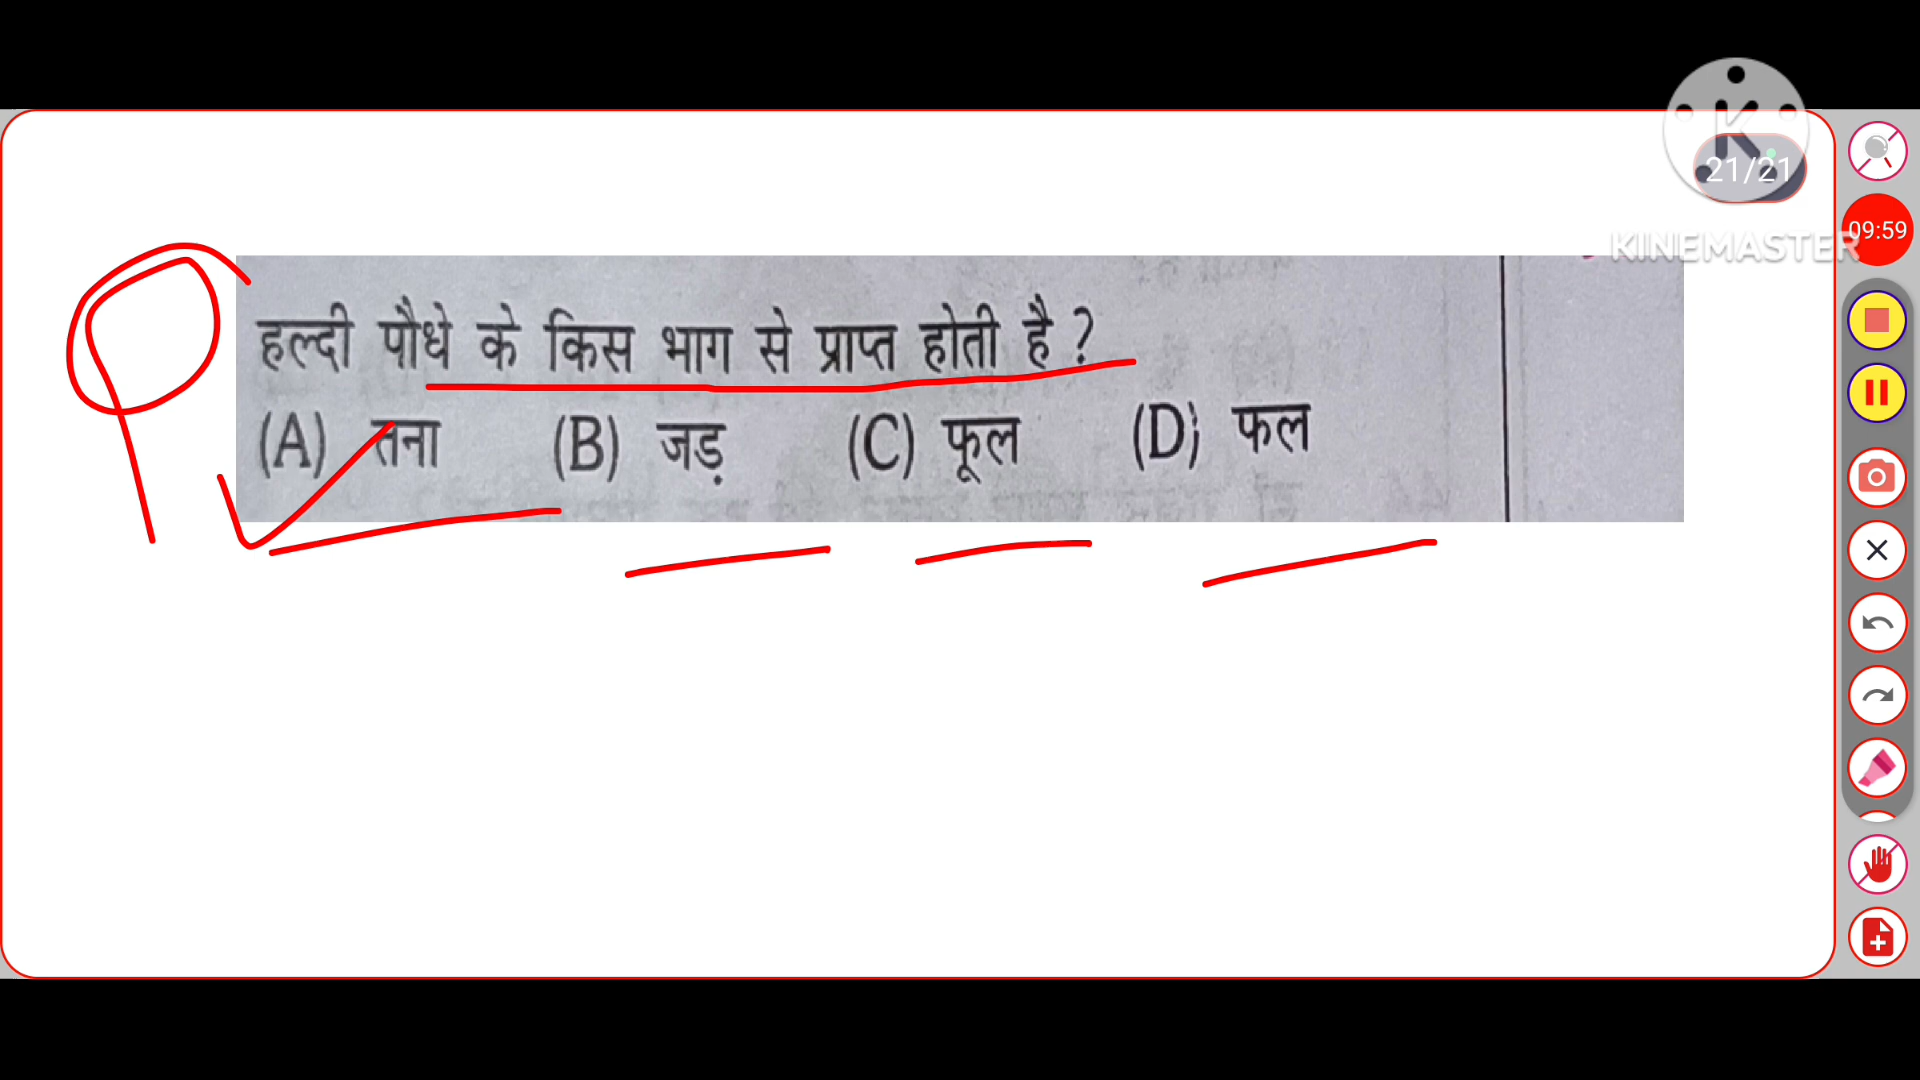 21/21
09:59
KINEMASTER
हल्दी पौधे के किस भाग से प्राप्त होती है ?
(A) तना (B) जड़ (C) फूल (D) फल